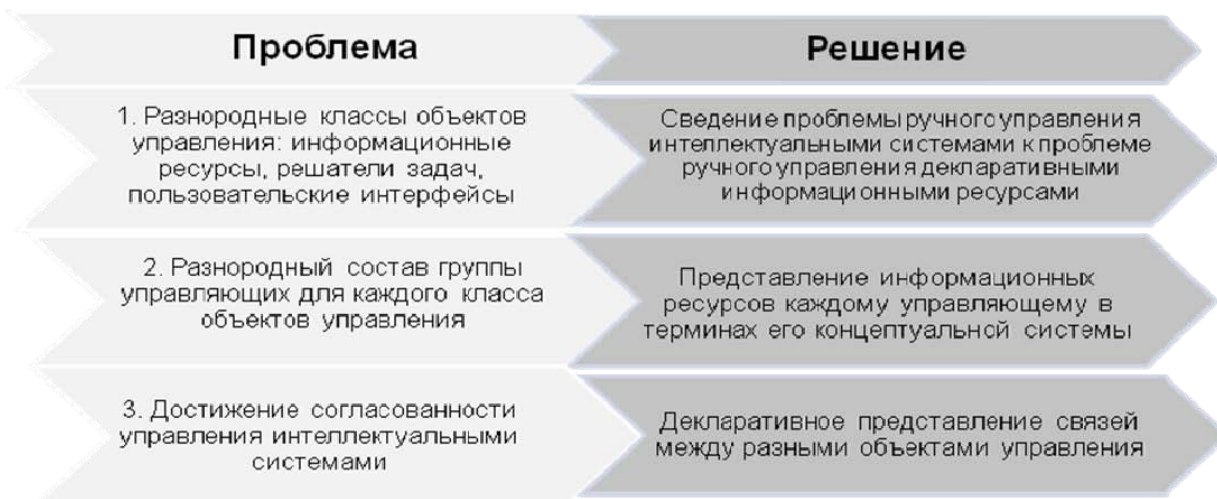 Проблема
Решение
1. Разнородные классы объектов
управления: информационные
ресурсы, решатели задач,
пользовательские интерфейсы
Сведение проблемы ручного управления
интеллектуальными системами к проблеме
ручного управления декларативными
информационными ресурсами
2. Разнородный состав группы
управляющих для каждого класса
объектов управления
Представление информационных
ресурсов каждому управляющему в
терминах его концептуальной системы
3. Достижение согласованности
управления интеллектуальными
системами
Декларативное представление связей
между разными объектами управления